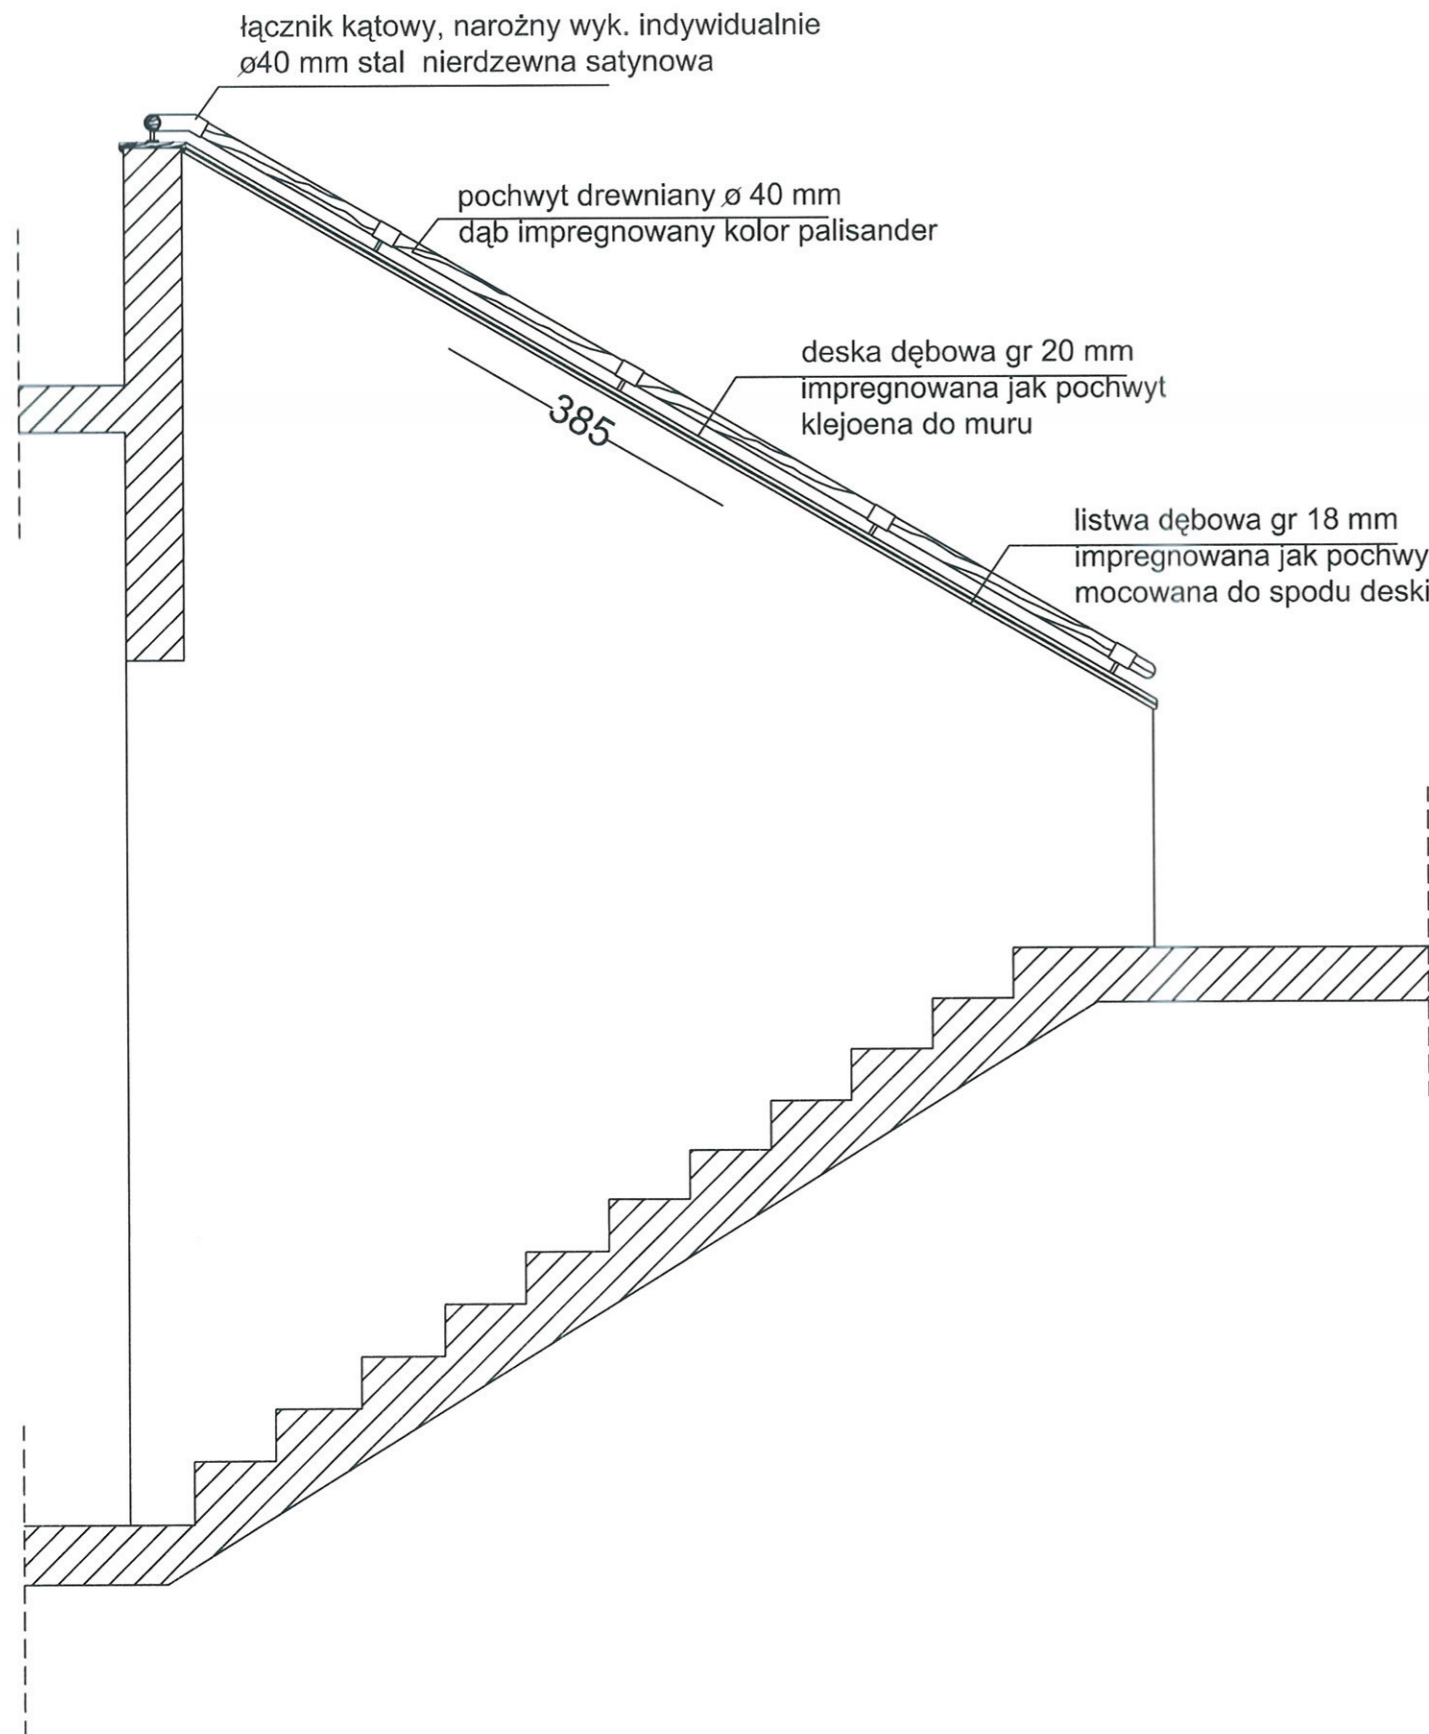 łącznik kątowy, narożny wyk. indywidualnie
ø40 mm stal nierdzewna satynowa
pochwyt drewniany ø 40 mm
dąb impregnowany kolor palisander
deska dębowa gr 20 mm
impregnowana jak pochwyt
klejoena do muru
385
listwa dębowa gr 18 mm
impregnowana jak pochwy
mocowana do spodu deski